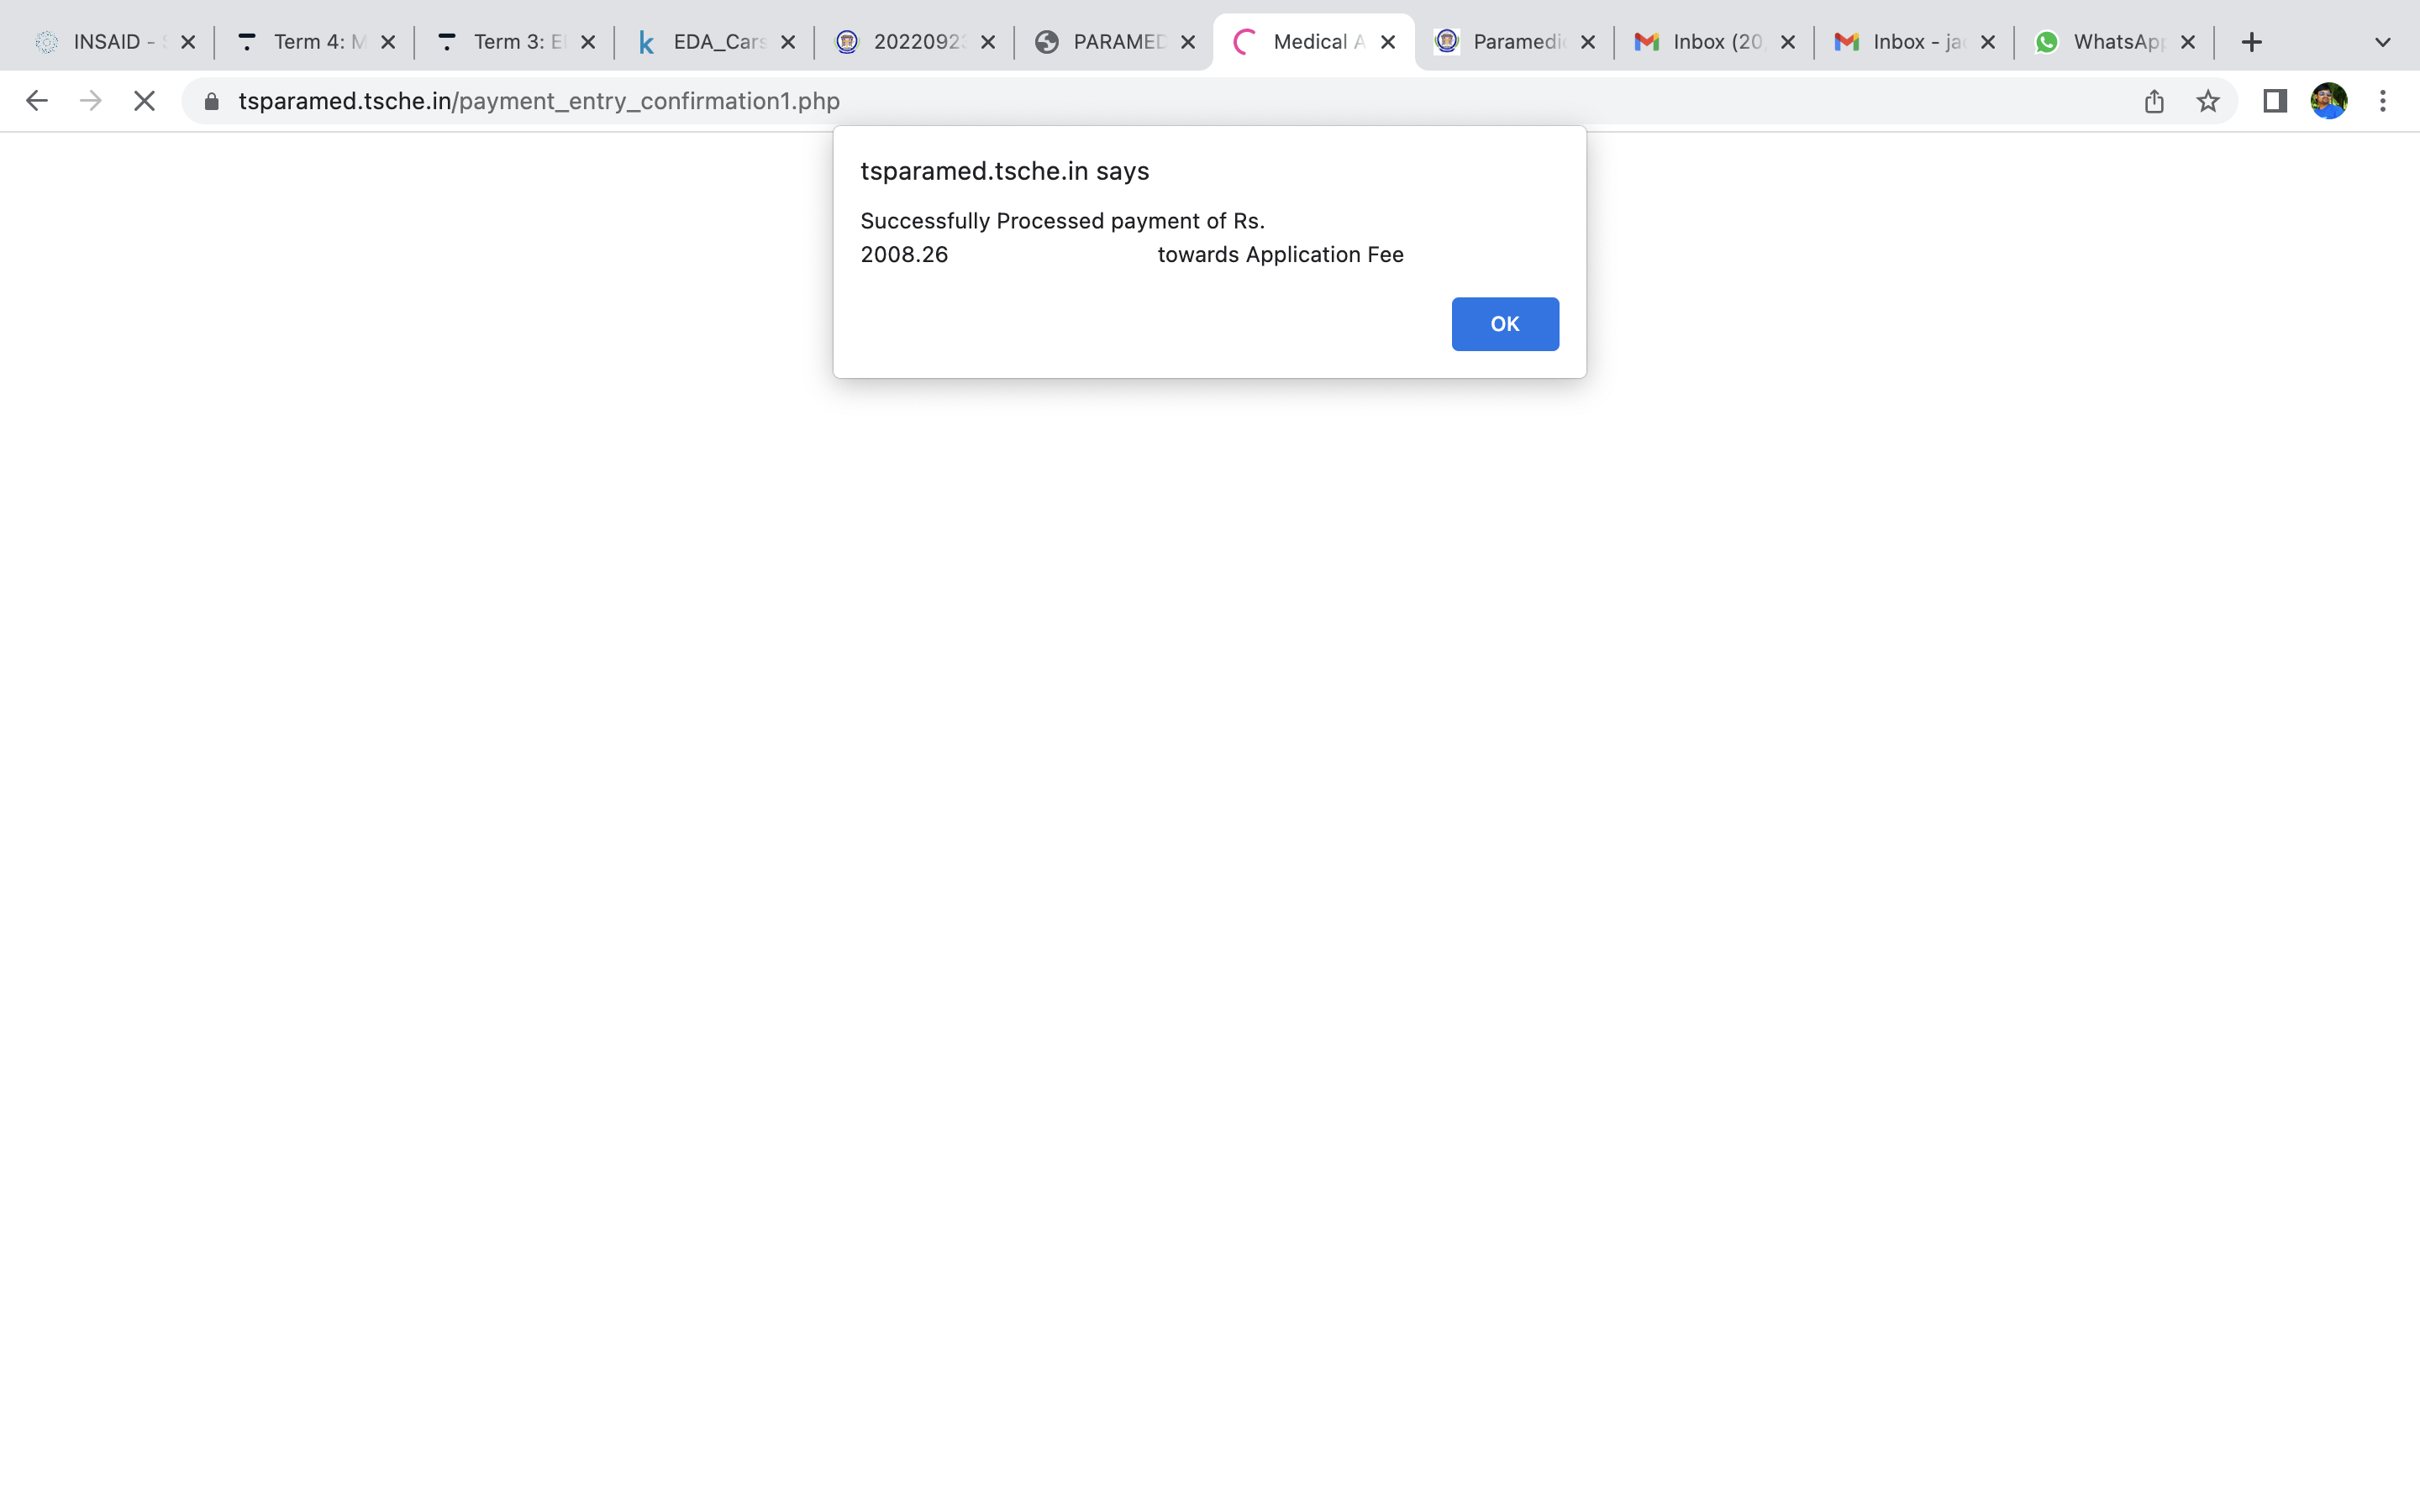 INSAID -
Term 4: M
Term 3: E
EDA_Cars
2022092
PARAMED
Medical A
Paramedi
Inbox (20
Inbox - ja
WhatsApp
tsparamed.tsche.in/payment_entry_confirmation1.php
tsparamed.tsche.in says
Successfully Processed payment of Rs.
2008.26 towards Application Fee
OK